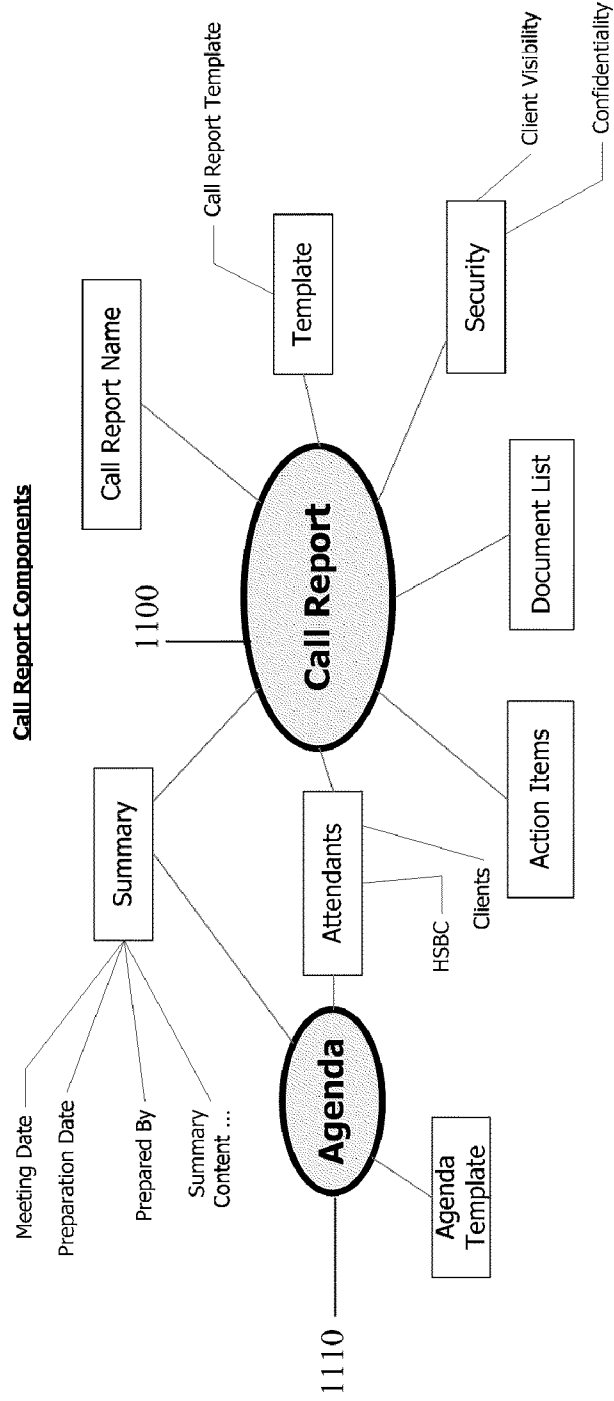 Call Report Components
Meeting Date
Preparation Date
Prepared By
Summary
Content ...
Summary
1100
Call Report Name
Call Report Template
Template
1110
Agenda
Attendants
HSBC
Clients
Call Report
Agenda
Template
Action Items
Document List
Security
Client Visibility
Confidentiality